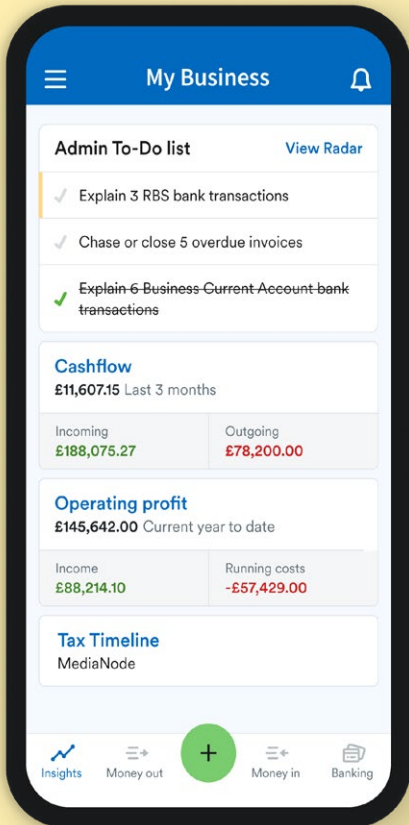 My Business
Admin To-Do list View Radar
Explain 3 RBS bank transactions
Chase or close 5 overdue invoices
Explain 6 Business Current Account bank
transactions
Cashflow
£11,607.15 Last 3 months
Incoming Outgoing
£188,075.27 £78,200.00
Operating profit
£145,642.00 Current year to date
Income Running costs
£88,214.10 -£57,429.00
Tax Timeline
MediaNode
Insights Money out + Money in Banking